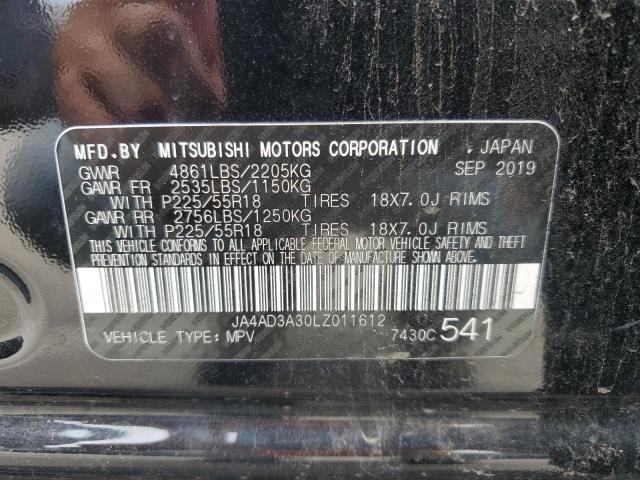 MFD.BY MITSUBISHI MOTORS CORPORATION JAPAN
GVWR 4861LBS/2205KG SEP 2019
GAWR FR 2535LBS/1150KG
WITH P225/55R18 TIRES 18X7.0J RIMS
GAWR RR 2756LBS/1250KG
WITH P225/55R18 TIRES 18X7.0J RIMS
THIS VEHICLE CONFORMS TO ALL APPLICABLE FEDERAL MOTOR VEHICLE SAFETY AND THEFT
PREVENTION STANDARDS IN EFFECT ON THE DATE OF MANUFACTURE SHOWN ABOVE.
JA4AD3A30LZ011612
VEHICLE TYPE: MPV 7430C 541